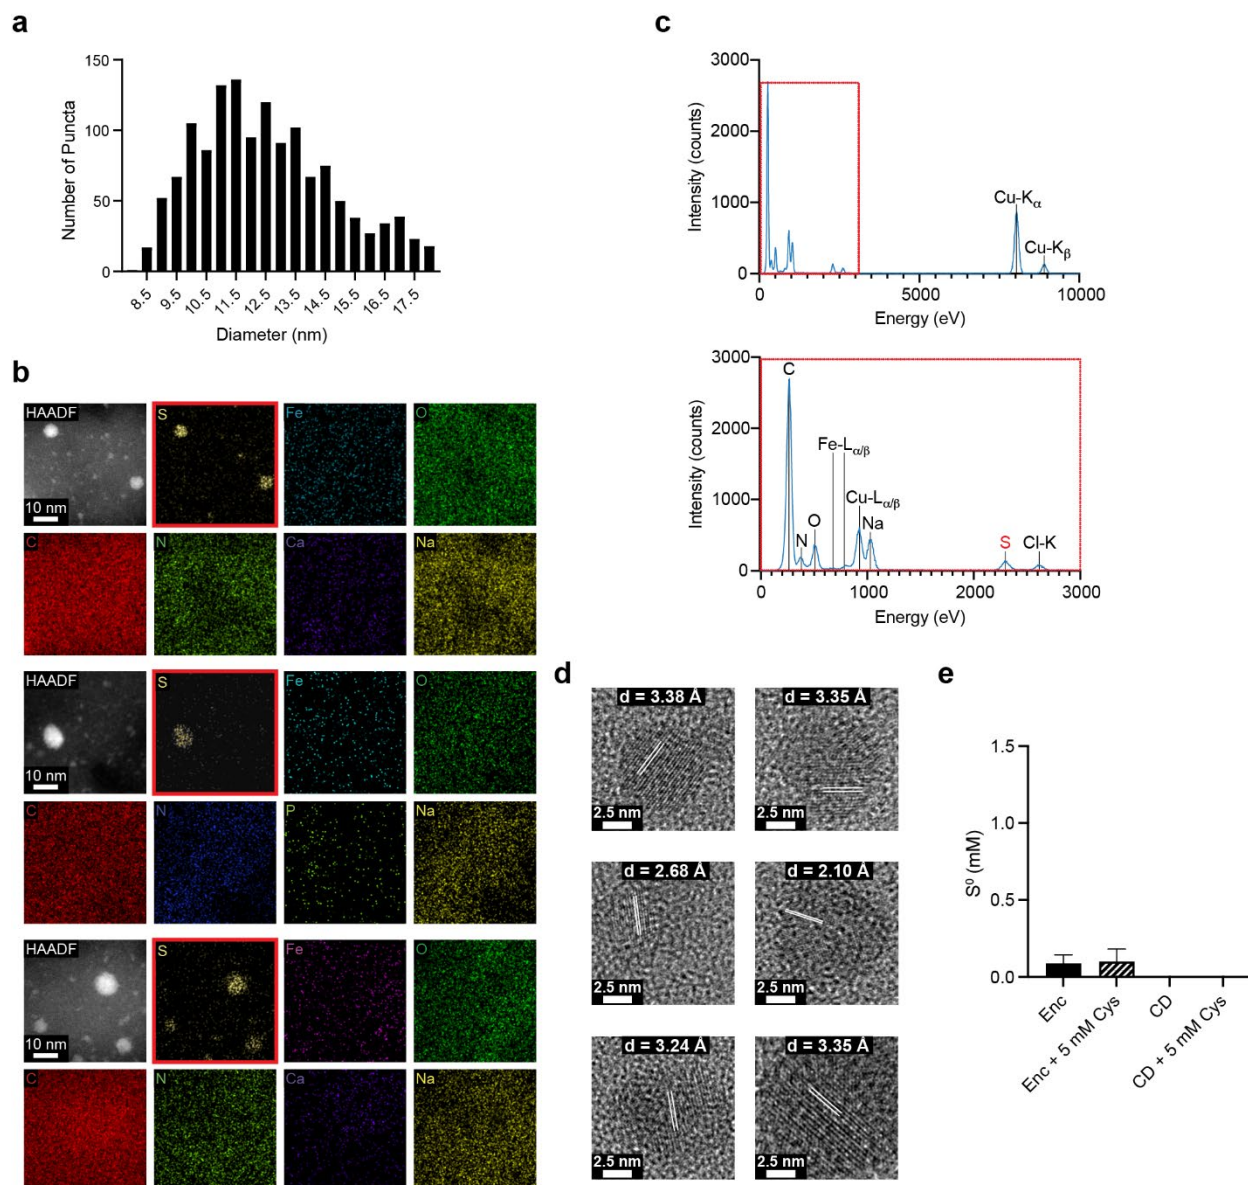 a
150
100
50
0
Number of Puncta
8.5 9.5 10.5 11.5 12.5 13.5 14.5 15.5 16.5 17.5
Diameter (nm)
b
HAADF S Fe O
10 nm
C N Ca Na
HAADF S Fe O
10 nm
C N P Na
HAADF S Fe O
10 nm
C N Ca Na
c
3000
2000
1000
0
Intensity (counts)
Cu-Kα
Cu-Kβ
0 5000 10000
Energy (eV)
3000
2000
1000
0
Intensity (counts)
C
Fe-Lα/β
Cu-Lα/β
N O Na S Cl-K
0 1000 2000 3000
Energy (eV)
d
d = 3.38 Å d = 3.35 Å
2.5 nm 2.5 nm
d = 2.68 Å d = 2.10 Å
2.5 nm 2.5 nm
d = 3.24 Å d = 3.35 Å
2.5 nm 2.5 nm
e
1.5
1.0
0.5
0.0
S⁰ (mM)
Enc
Enc + 5 mM Cys
CD
CD + 5 mM Cys